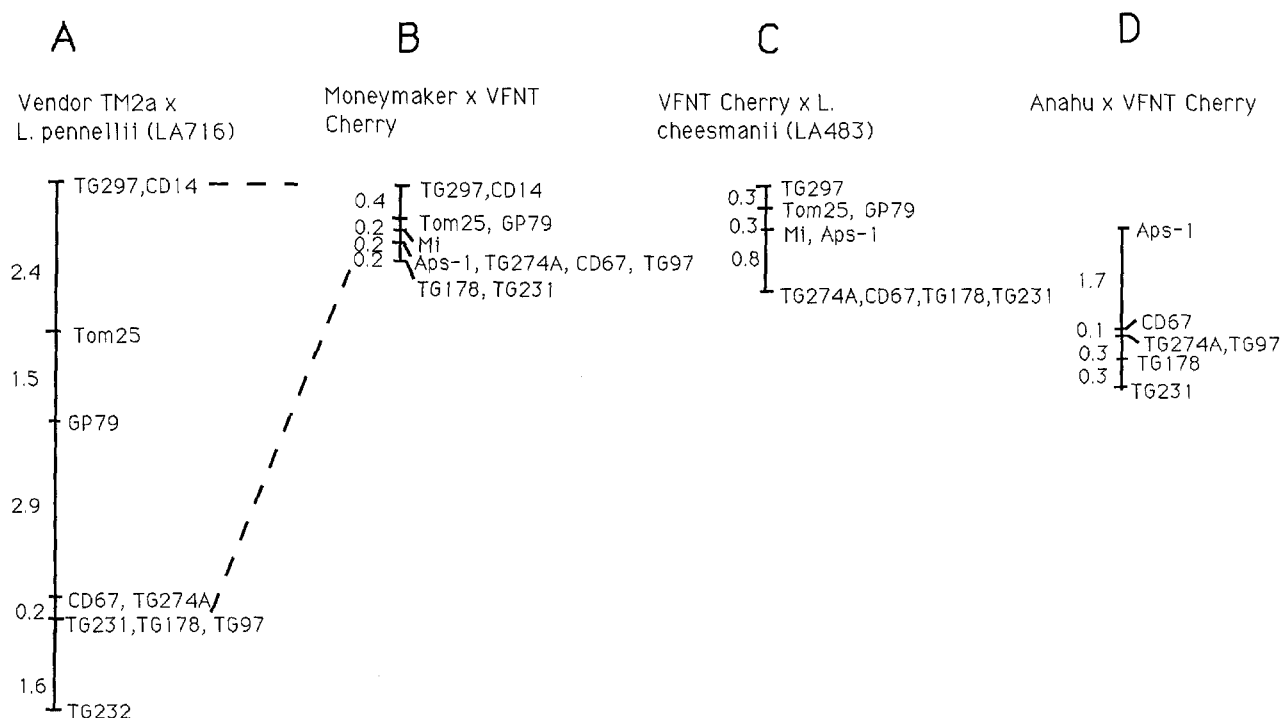 A
Vendor TM2a x
L. pennellii (LA716)
TG297,CD14
2.4
Tom25
1.5
GP79
2.9
CD67, TG274A
0.2
TG231,TG178, TG97
1.6
TG232
B
Moneymaker x VFNT
Cherry
TG297,CD14
0.4
Tom25, GP79
0.2
Mi
0.2
Aps-1, TG274A, CD67, TG97
0.2
TG178, TG231
C
VFNT Cherry x L.
cheesmanii (LA483)
TG297
0.3
Tom25, GP79
0.3
Mi, Aps-1
0.8
TG274A,CD67,TG178,TG231
D
Anahu x VFNT Cherry
Aps-1
1.7
CD67
0.1
TG274A,TG97
0.3
TG178
0.3
TG231